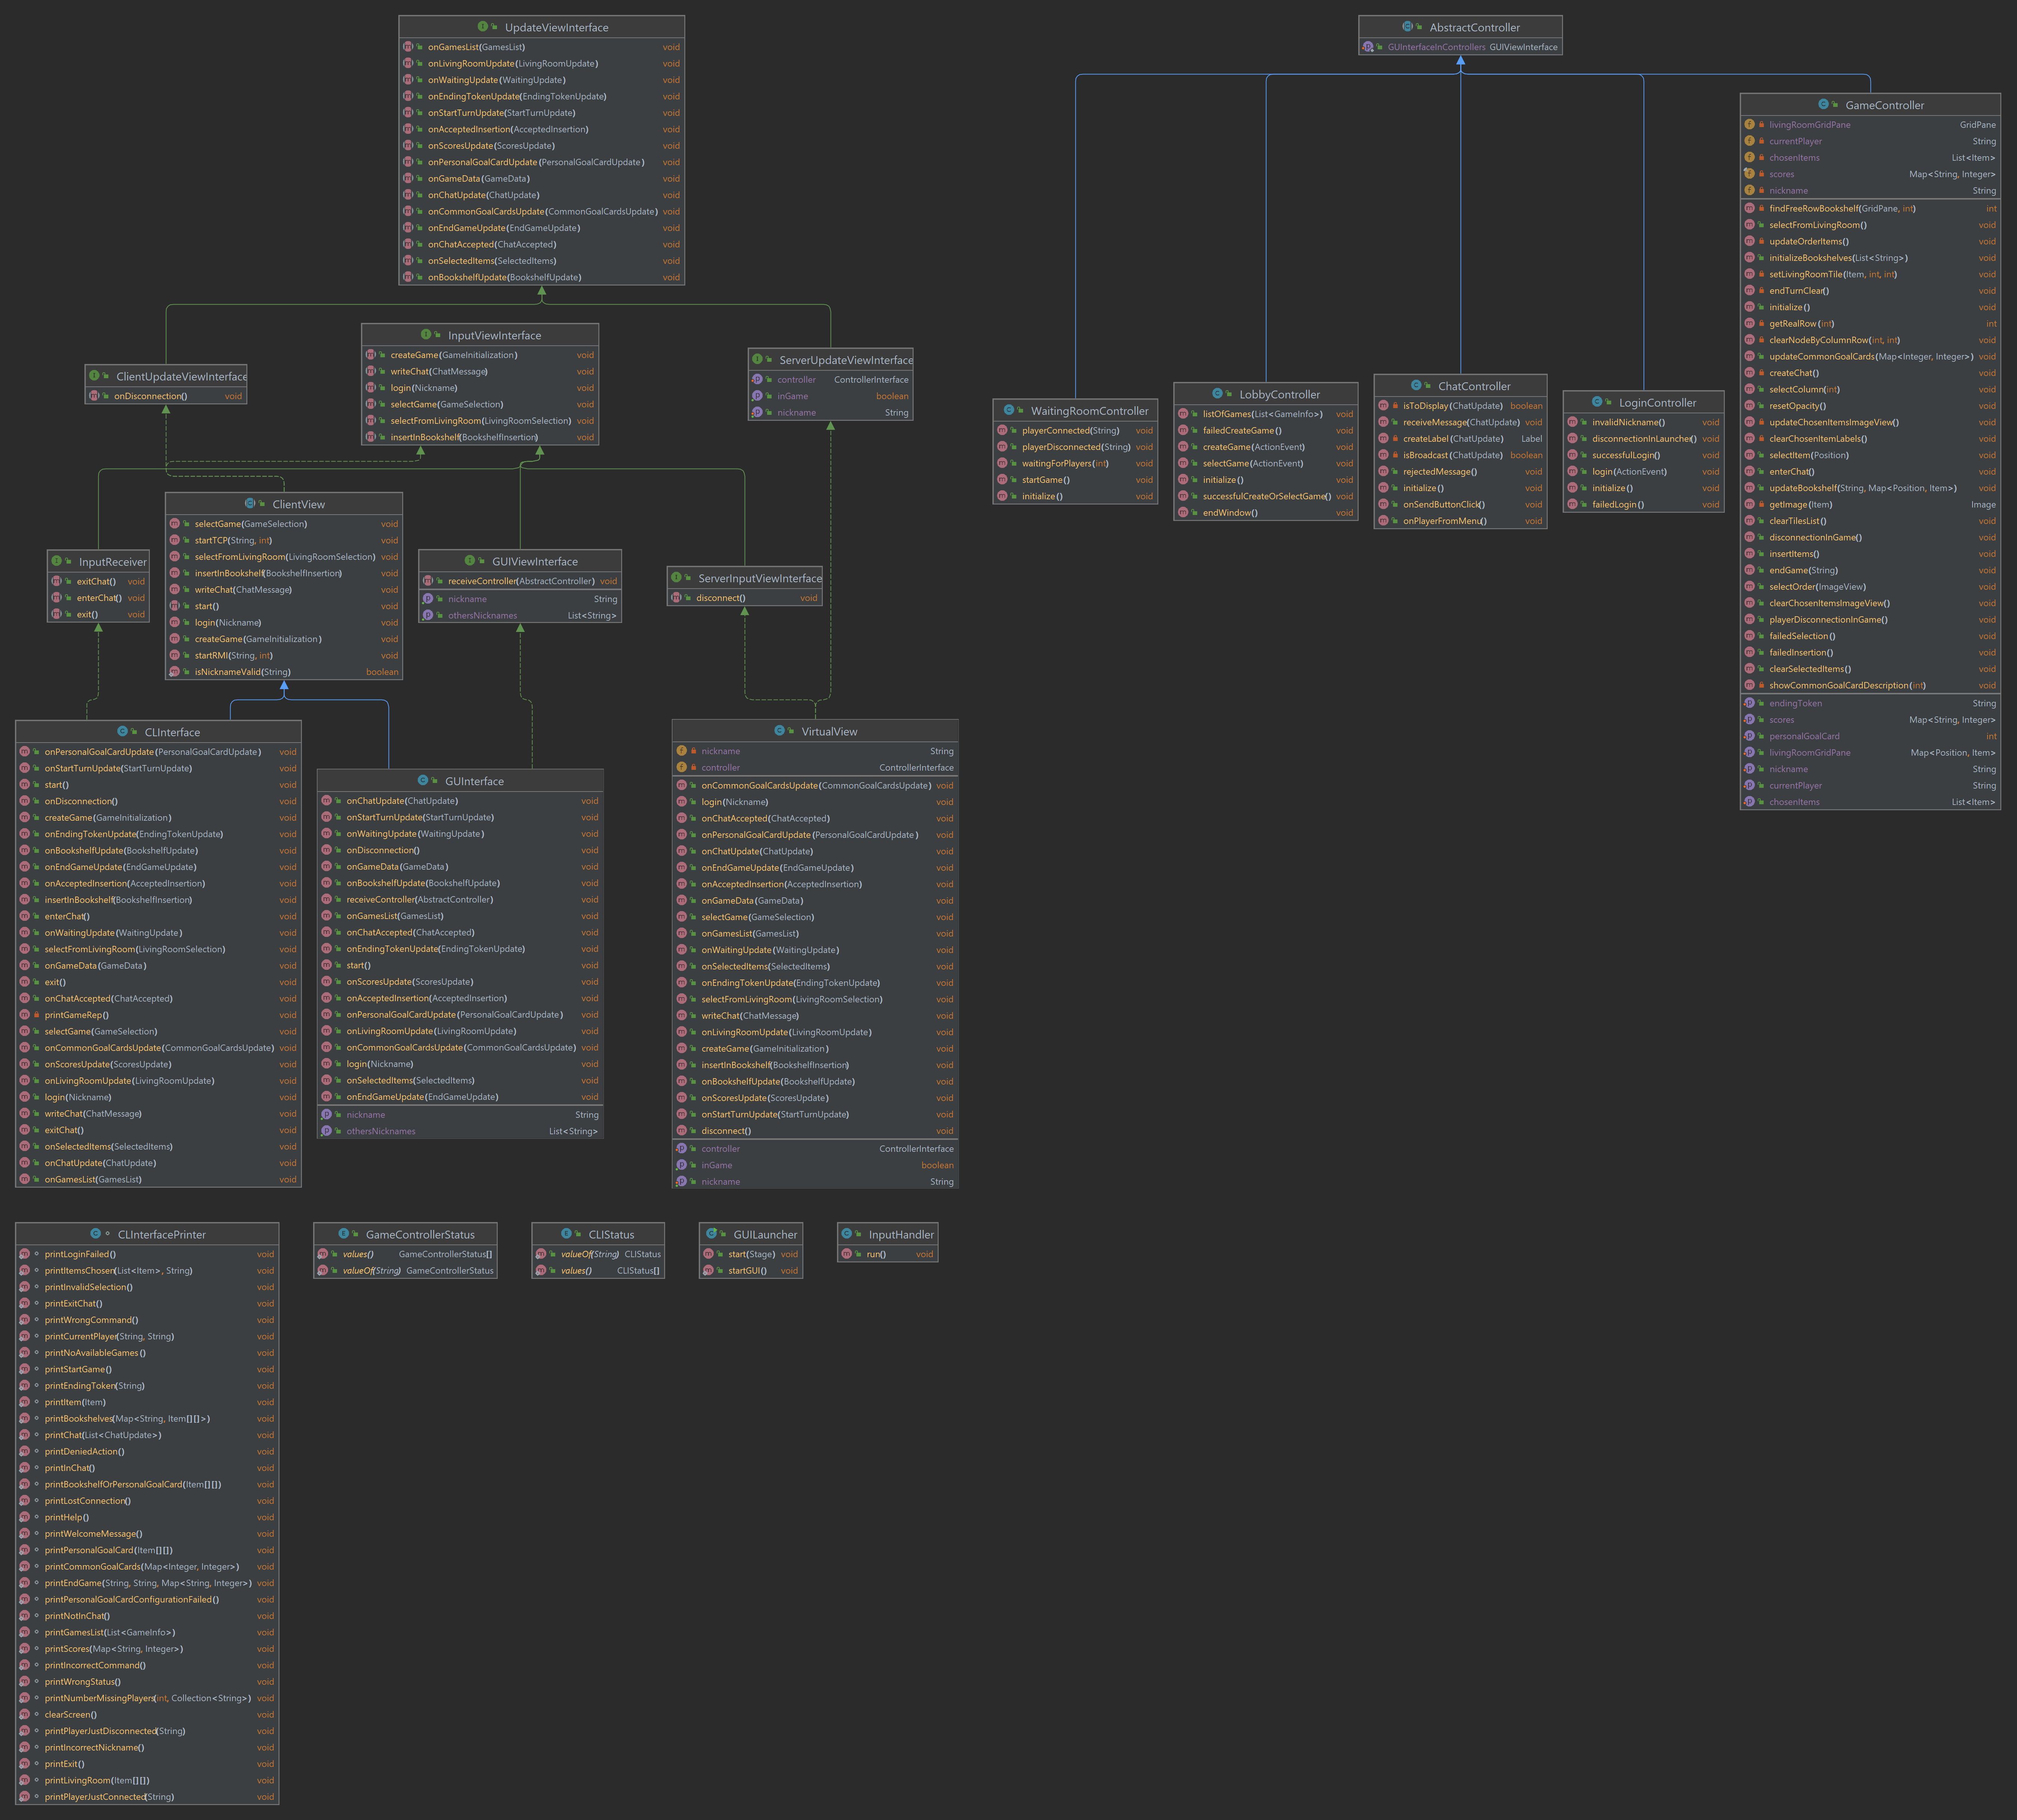 UpdateViewInterface
onGamesList(GamesList) void
onLivingRoomUpdate(LivingRoomUpdate) void
onWaitingUpdate(WaitingUpdate) void
onEndingTokenUpdate(EndingTokenUpdate) void
onStartTurnUpdate(StartTurnUpdate) void
onAcceptedInsertion(AcceptedInsertion) void
onScoresUpdate(ScoresUpdate) void
onPersonalGoalCardUpdate(PersonalGoalCardUpdate) void
onGameData(GameData) void
onChatUpdate(ChatUpdate) void
onCommonGoalCardsUpdate(CommonGoalCardsUpdate) void
onEndGameUpdate(EndGameUpdate) void
onChatAccepted(ChatAccepted) void
onSelectedItems(SelectedItems) void
onBookshelfUpdate(BookshelfUpdate) void
AbstractController
GUInterfaceInControllers GUIViewInterface
GameController
livingRoomGridPane GridPane
currentPlayer String
chosenItems List<Item>
scores Map<String, Integer>
nickname String
findFreeRowBookshelf(GridPane, int) int
selectFromLivingRoom() void
updateOrderItems() void
initializeBookshelves(List<String>) void
setLivingRoomTile(Item, int, int) void
endTurnClear() void
initialize() void
getRealRow(int) int
clearNodeByColumnRow(int, int) void
updateCommonGoalCards(Map<Integer, Integer>) void
createChat() void
selectColumn(int) void
resetOpacity() void
updateChosenItemsImageView() void
clearChosenItemLabels() void
selectItem(Position) void
enterChat() void
updateBookshelf(String, Map<Position, Item>) void
getImage(Item) Image
clearTilesList() void
disconnectionInGame() void
insertItems() void
endGame(String) void
selectOrder(ImageView) void
clearChosenItemsImageView() void
playerDisconnectionInGame() void
failedSelection() void
failedInsertion() void
clearSelectedItems() void
showCommonGoalCardDescription(int) void
endingToken String
scores Map<String, Integer>
personalGoalCard int
livingRoomGridPane Map<Position, Item>
nickname String
currentPlayer String
chosenItems List<Item>
ClientUpdateViewInterface
onDisconnection() void
InputViewInterface
createGame(GameInitialization) void
writeChat(ChatMessage) void
login(Nickname) void
selectGame(GameSelection) void
selectFromLivingRoom(LivingRoomSelection) void
insertInBookshelf(BookshelfInsertion) void
ServerUpdateViewInterface
controller ControllerInterface
inGame boolean
nickname String
WaitingRoomController
playerConnected(String) void
playerDisconnected(String) void
waitingForPlayers(int) void
startGame() void
initialize() void
LobbyController
listOfGames(List<GameInfo>) void
failedCreateGame() void
createGame(ActionEvent) void
selectGame(ActionEvent) void
initialize() void
successfulCreateOrSelectGame() void
endWindow() void
ChatController
isToDisplay(ChatUpdate) boolean
receiveMessage(ChatUpdate) void
createLabel(ChatUpdate) Label
isBroadcast(ChatUpdate) boolean
rejectedMessage() void
initialize() void
onSendButtonClick() void
onPlayerFromMenu() void
LoginController
invalidNickname() void
disconnectionInLauncher() void
successfulLogin() void
login(ActionEvent) void
initialize() void
failedLogin() void
InputReceiver
exitChat() void
enterChat() void
exit() void
ClientView
selectGame(GameSelection) void
startTCP(String, int) void
selectFromLivingRoom(LivingRoomSelection) void
insertInBookshelf(BookshelfInsertion) void
writeChat(ChatMessage) void
start() void
login(Nickname) void
createGame(GameInitialization) void
startRMI(String, int) void
isNicknameValid(String) boolean
GUIViewInterface
receiveController(AbstractController) void
nickname String
othersNicknames List<String>
ServerInputViewInterface
disconnect() void
CLInterface
onPersonalGoalCardUpdate(PersonalGoalCardUpdate) void
onStartTurnUpdate(StartTurnUpdate) void
start() void
onDisconnection() void
createGame(GameInitialization) void
onEndingTokenUpdate(EndingTokenUpdate) void
onBookshelfUpdate(BookshelfUpdate) void
onEndGameUpdate(EndGameUpdate) void
onAcceptedInsertion(AcceptedInsertion) void
insertInBookshelf(BookshelfInsertion) void
enterChat() void
onWaitingUpdate(WaitingUpdate) void
selectFromLivingRoom(LivingRoomSelection) void
onGameData(GameData) void
exit() void
onChatAccepted(ChatAccepted) void
printGameRep() void
selectGame(GameSelection) void
onCommonGoalCardsUpdate(CommonGoalCardsUpdate) void
onScoresUpdate(ScoresUpdate) void
onLivingRoomUpdate(LivingRoomUpdate) void
login(Nickname) void
writeChat(ChatMessage) void
exitChat() void
onSelectedItems(SelectedItems) void
onChatUpdate(ChatUpdate) void
onGamesList(GamesList) void
GUInterface
onChatUpdate(ChatUpdate) void
onStartTurnUpdate(StartTurnUpdate) void
onWaitingUpdate(WaitingUpdate) void
onDisconnection() void
onGameData(GameData) void
onBookshelfUpdate(BookshelfUpdate) void
receiveController(AbstractController) void
onGamesList(GamesList) void
onChatAccepted(ChatAccepted) void
onEndingTokenUpdate(EndingTokenUpdate) void
start() void
onScoresUpdate(ScoresUpdate) void
onAcceptedInsertion(AcceptedInsertion) void
onPersonalGoalCardUpdate(PersonalGoalCardUpdate) void
onLivingRoomUpdate(LivingRoomUpdate) void
onCommonGoalCardsUpdate(CommonGoalCardsUpdate) void
login(Nickname) void
onSelectedItems(SelectedItems) void
onEndGameUpdate(EndGameUpdate) void
nickname String
othersNicknames List<String>
VirtualView
nickname String
controller ControllerInterface
onCommonGoalCardsUpdate(CommonGoalCardsUpdate) void
login(Nickname) void
onChatAccepted(ChatAccepted) void
onPersonalGoalCardUpdate(PersonalGoalCardUpdate) void
onChatUpdate(ChatUpdate) void
onEndGameUpdate(EndGameUpdate) void
onAcceptedInsertion(AcceptedInsertion) void
onGameData(GameData) void
selectGame(GameSelection) void
onGamesList(GamesList) void
onWaitingUpdate(WaitingUpdate) void
onSelectedItems(SelectedItems) void
onEndingTokenUpdate(EndingTokenUpdate) void
selectFromLivingRoom(LivingRoomSelection) void
writeChat(ChatMessage) void
onLivingRoomUpdate(LivingRoomUpdate) void
createGame(GameInitialization) void
insertInBookshelf(BookshelfInsertion) void
onBookshelfUpdate(BookshelfUpdate) void
onScoresUpdate(ScoresUpdate) void
onStartTurnUpdate(StartTurnUpdate) void
disconnect() void
controller ControllerInterface
inGame boolean
nickname String
CLInterfacePrinter
printLoginFailed() void
printItemsChosen(List<Item>, String) void
printInvalidSelection() void
printExitChat() void
printWrongCommand() void
printCurrentPlayer(String, String) void
printNoAvailableGames() void
printStartGame() void
printEndingToken(String) void
printItem(Item) void
printBookshelves(Map<String, Item[][]>) void
printChat(List<ChatUpdate>) void
printDeniedAction() void
printInChat() void
printBookshelfOrPersonalGoalCard(Item[][]) void
printLostConnection() void
printHelp() void
printWelcomeMessage() void
printPersonalGoalCard(Item[][]) void
printCommonGoalCards(Map<Integer, Integer>) void
printEndGame(String, String, Map<String, Integer>) void
printPersonalGoalCardConfigurationFailed() void
printNotInChat() void
printGamesList(List<GameInfo>) void
printScores(Map<String, Integer>) void
printIncorrectCommand() void
printWrongStatus() void
printNumberMissingPlayers(int, Collection<String>) void
clearScreen() void
printPlayerJustDisconnected(String) void
printIncorrectNickname() void
printExit() void
printLivingRoom(Item[][]) void
printPlayerJustConnected(String) void
GameControllerStatus
values() GameControllerStatus[]
valueOf(String) GameControllerStatus
CLIStatus
valueOf(String) CLIStatus
values() CLIStatus[]
GUILauncher
start(Stage) void
startGUI() void
InputHandler
run() void